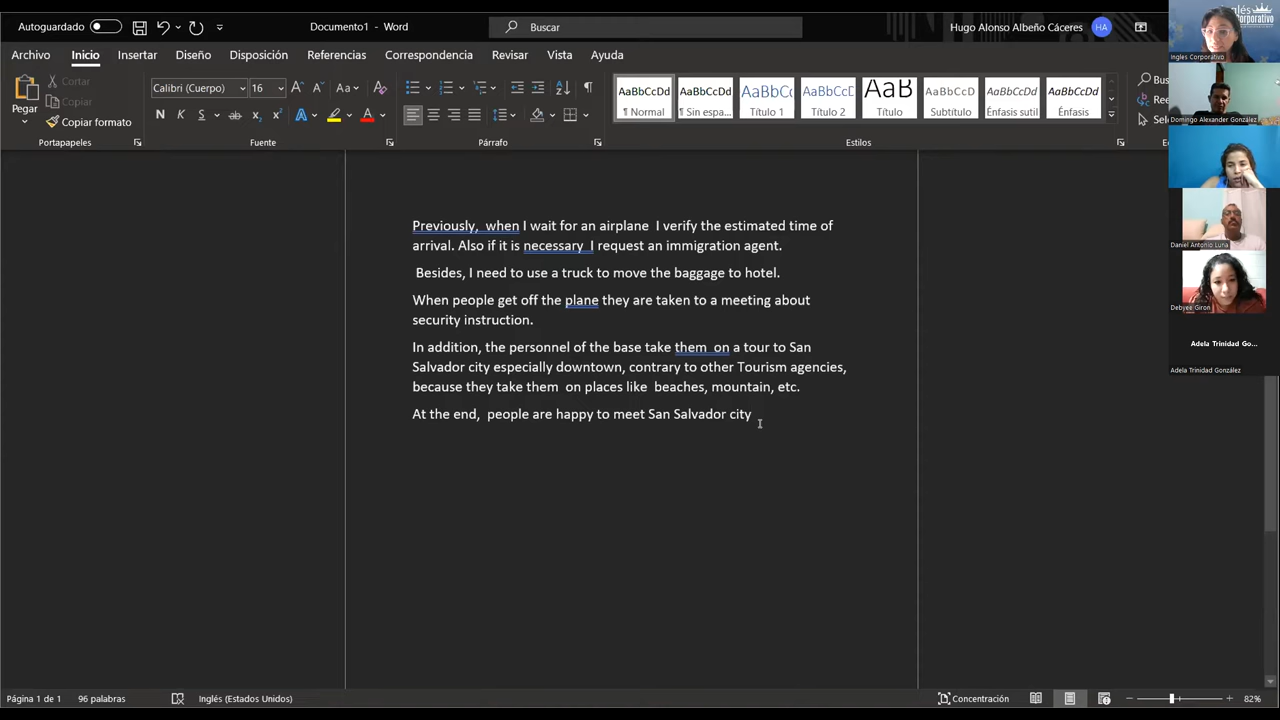 Autoguardado
Documento1 - Word
Buscar
Hugo Alonso Albeño Cáceres
HA
Archivo Inicio Insertar Diseño Disposición Referencias Correspondencia Revisar Vista Ayuda
Pegar
Cortar
Copiar
Copiar formato
Portapapeles
Calibri (Cuerpo) 16
N K S ab x₂ x²
Fuente
Párrafo
AaBbCcDd AaBbCcDd AaBbCc AaBbCcD AaB AaBbCcD AaBbCcDd AaBbCcDd
¶ Normal ¶ Sin espa... Título 1 Título 2 Título Subtítulo Énfasis sutil Énfasis
Estilos
Previously, when I wait for an airplane I verify the estimated time of
arrival. Also if it is necessary I request an immigration agent.
Besides, I need to use a truck to move the baggage to hotel.
When people get off the plane they are taken to a meeting about
security instruction.
In addition, the personnel of the base take them on a tour to San
Salvador city especially downtown, contrary to other Tourism agencies,
because they take them on places like beaches, mountain, etc.
At the end, people are happy to meet San Salvador city
Página 1 de 1 96 palabras Inglés (Estados Unidos)
Concentración
82%
Ingles Corporativo
Domingo Alexander González
Daniel Antonio Luna
Debyee Giron
Adela Trinidad Go...
Adela Trinidad González